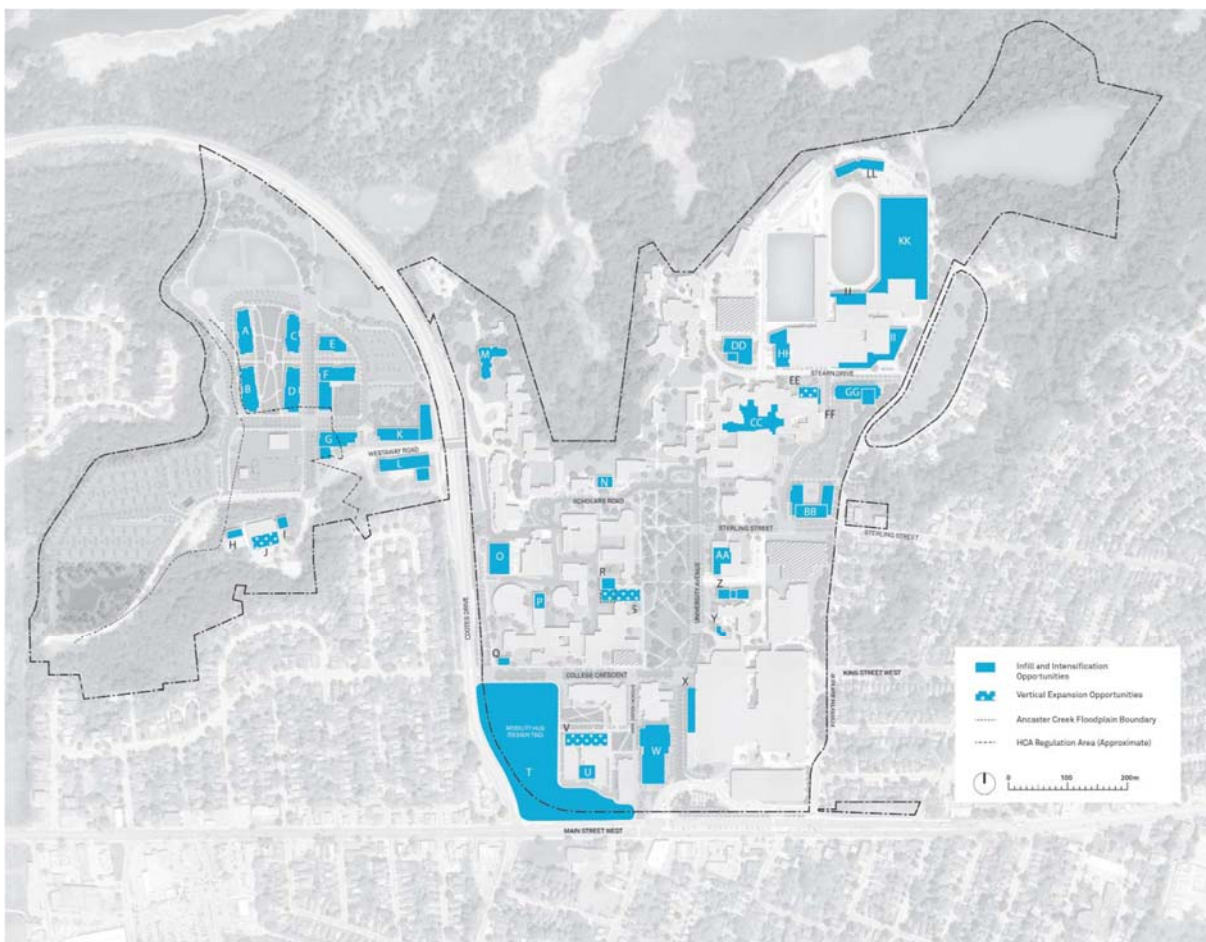 LL
KK
JJ
A
C
E
DD
HH
II
M
STEARN DRIVE
B
D
F
EE
GG
FF
CC
G
K
WESTAWAY ROAD
L
N
SCHOLARS ROAD
BB
H
I
J
STERLING STREET
STERLING STREET
O
AA
R
Z
P
S
UNIVERSITY AVENUE
COOTES DRIVE
Y
Q
COLLEGE CRESCENT
X
KING STREET WEST
MOBILITY HUB
DESIGN TBD
V
T
U
W
MAIN STREET WEST
Infill and Intensification
Opportunities
Vertical Expansion Opportunities
Ancaster Creek Floodplain Boundary
HCA Regulation Area (Approximate)
0 100 200m